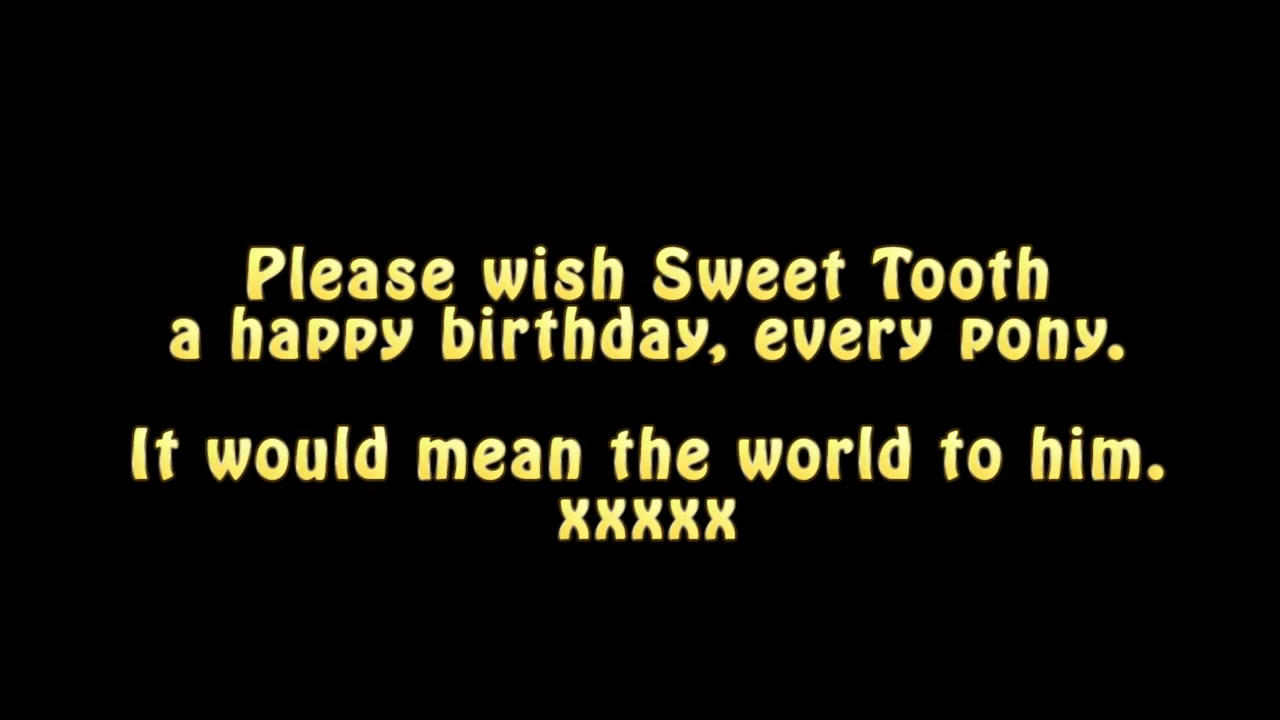 Please wish Sweet Tooth
a happy birthday, every pony.
It would mean the world to him.
xxxxx